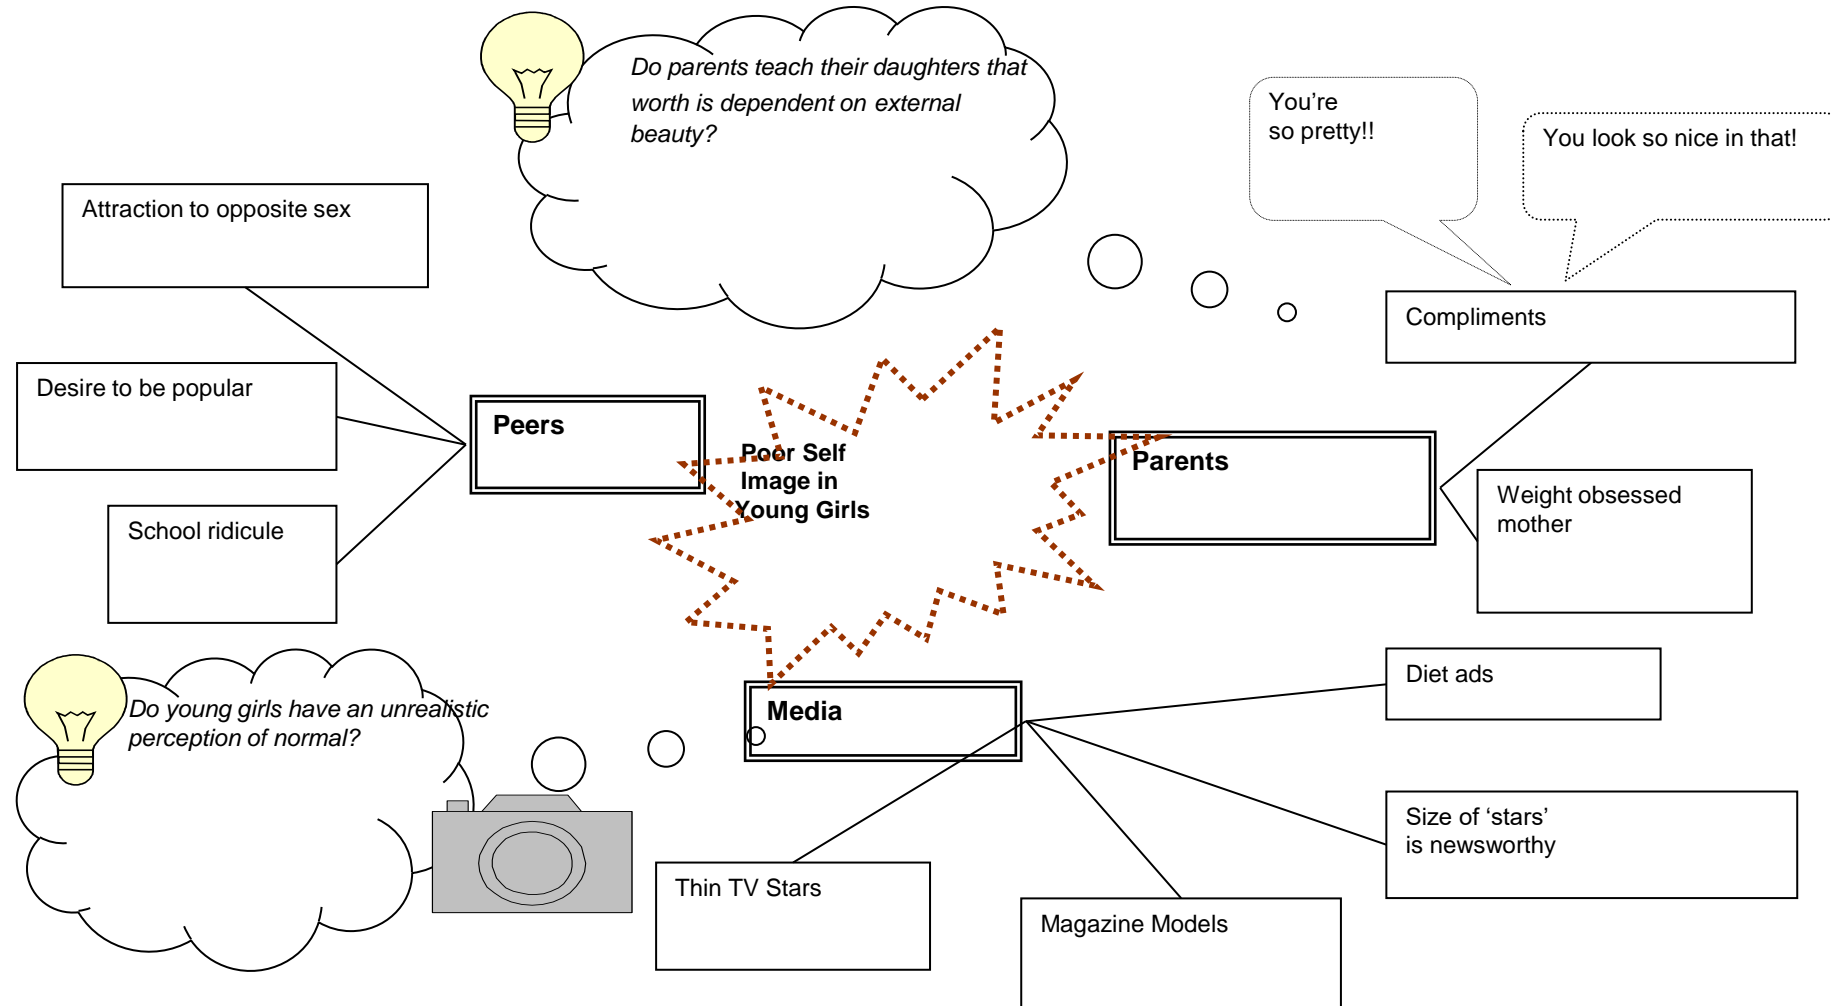 Do parents teach their daughters that
worth is dependent on external
beauty?
You’re
so pretty!!
You look so nice in that!
Attraction to opposite sex
Compliments
Desire to be popular
Peers
Poor Self
Image in
Young Girls
Parents
Weight obsessed
mother
School ridicule
Diet ads
Do young girls have an unrealistic
perception of normal?
Media
Size of ‘stars’
is newsworthy
Thin TV Stars
Magazine Models